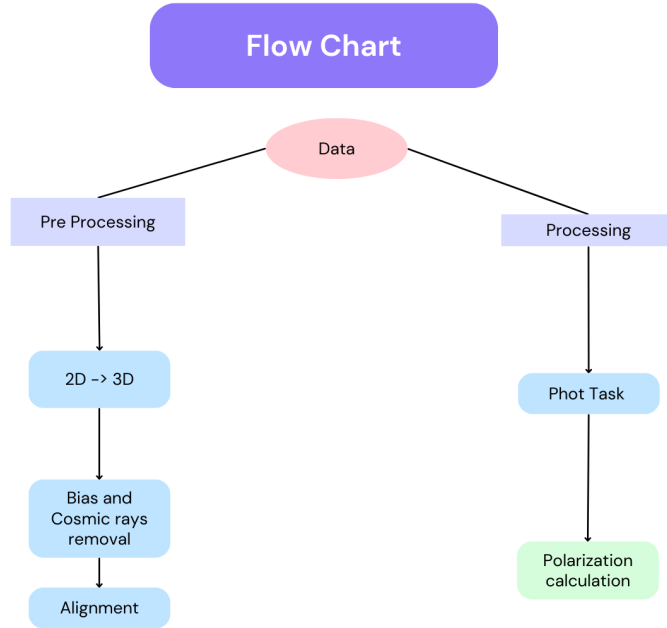 Flow Chart
Data
Pre Processing
Processing
2D -> 3D
Phot Task
Bias and
Cosmic rays
removal
Polarization
calculation
Alignment